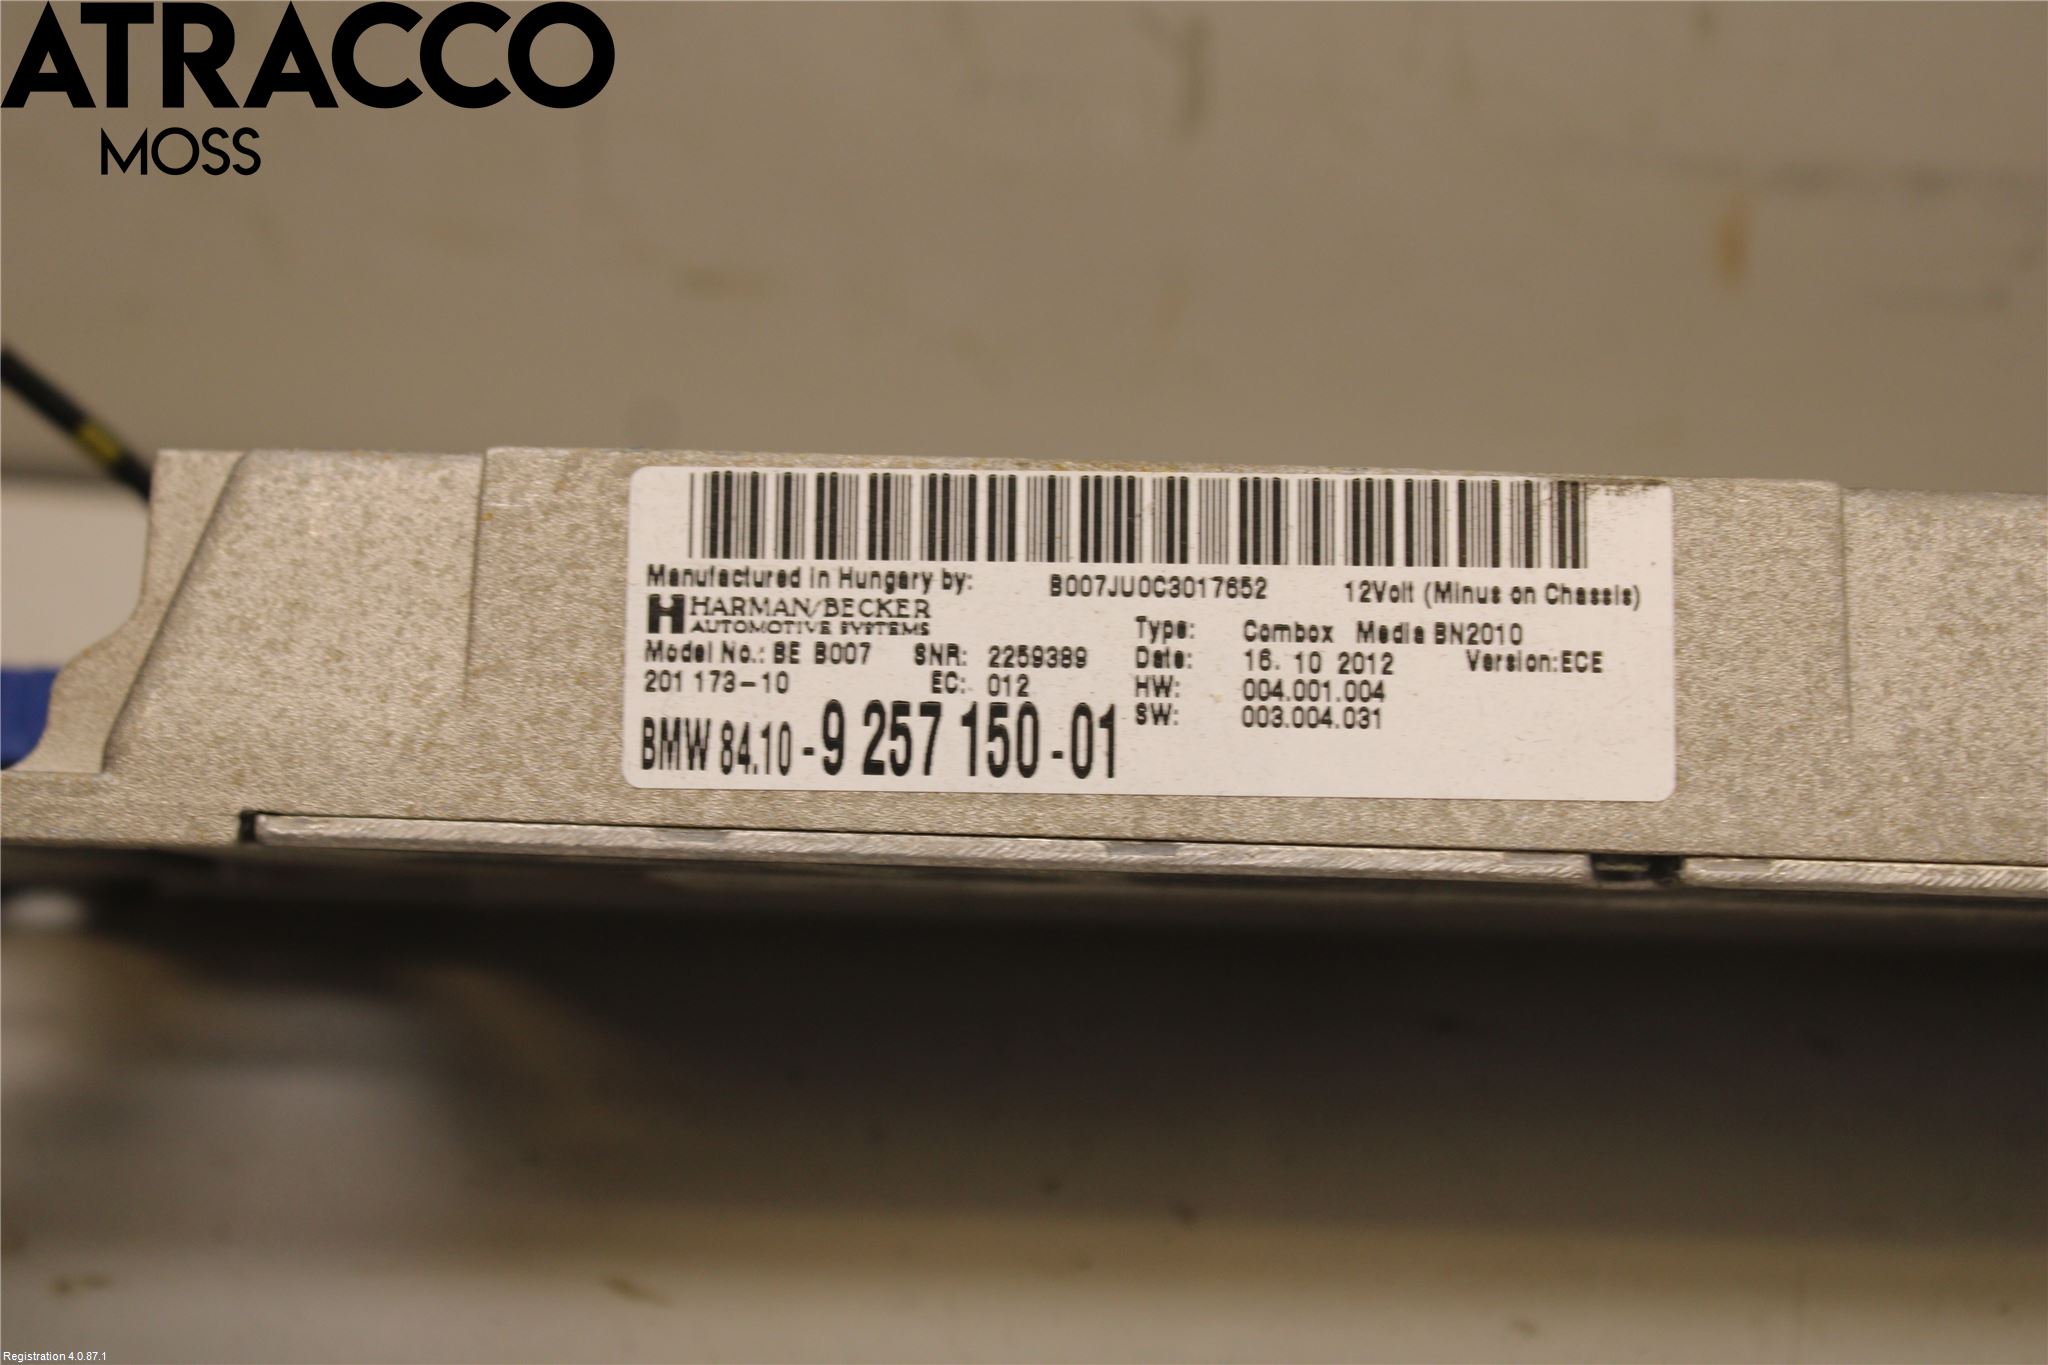 ATRACCO
MOSS
Manufactured in Hungary by: B007JU0C3017652 12Volt (Minus on Chassis)
H HARMAN/BECKER
AUTOMOTIVE SYSTEMS
Type: Combox Media BN2010
Model No.: BE B007 SNR: 2259389 Date: 16. 10 2012 Version:ECE
201 173-10 EC: 012 HW: 004.001.004
BMW 84.10 - 9 257 150 - 01 SW: 003.004.031
Registration 4.0.87.1